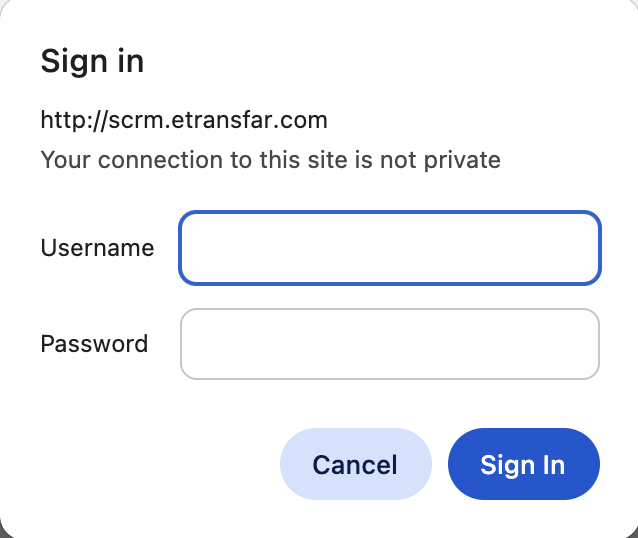 Sign in
http://scrm.etransfar.com
Your connection to this site is not private
Username
Password
Cancel
Sign In